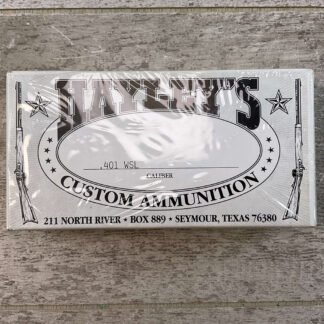 .401 WSL
CALIBER
CUSTOM AMMUNITION
211 NORTH RIVER ★ BOX 889 ★ SEYMOUR, TEXAS 76380